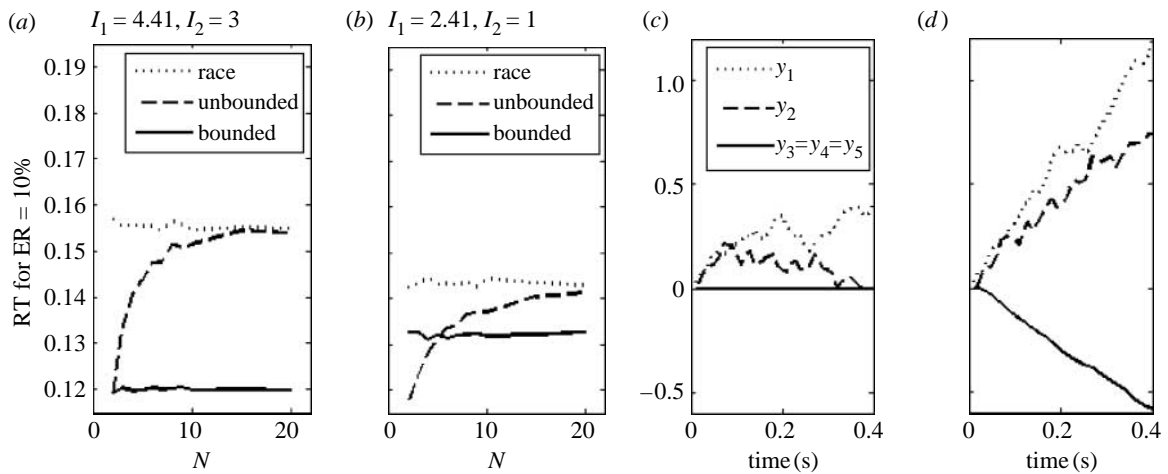 (a) I₁ = 4.41, I₂ = 3
RT for ER = 10%
0.19
0.18
0.17
0.16
0.15
0.14
0.13
0.12
race
unbounded
bounded
0 10 20
N
(b) I₁ = 2.41, I₂ = 1
race
unbounded
bounded
0 10 20
N
(c)
1.0
0.5
0
−0.5
y₁
y₂
y₃=y₄=y₅
0 0.2 0.4
time (s)
(d)
0 0.2 0.4
time (s)